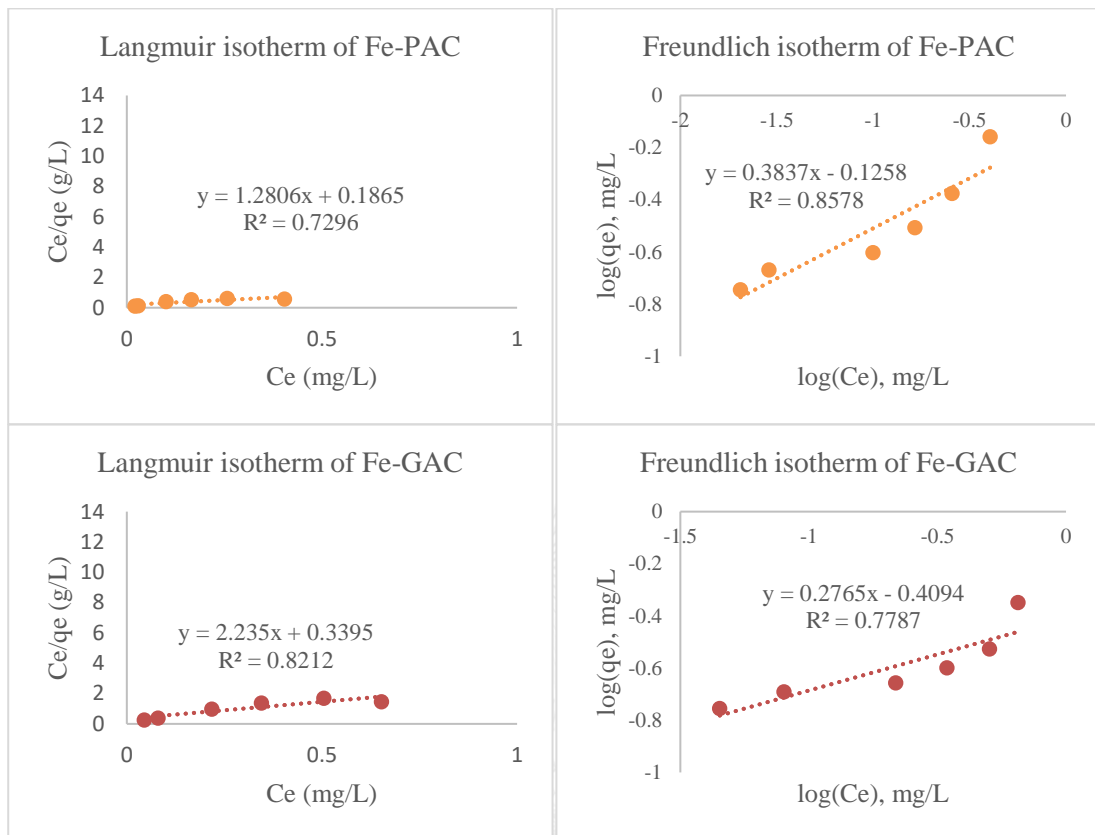 Langmuir isotherm of Fe-PAC
14
12
10
8
6
4
2
0
Ce/qe (g/L)
y = 1.2806x + 0.1865
R² = 0.7296
0
0.5
1
Ce (mg/L)
Freundlich isotherm of Fe-PAC
0
-2
-1.5
-1
-0.5
0
-0.2
-0.4
-0.6
-0.8
-1
log(qe), mg/L
y = 0.3837x - 0.1258
R² = 0.8578
log(Ce), mg/L
Langmuir isotherm of Fe-GAC
14
12
10
8
6
4
2
0
Ce/qe (g/L)
y = 2.235x + 0.3395
R² = 0.8212
0
0.5
1
Ce (mg/L)
Freundlich isotherm of Fe-GAC
0
-1.5
-1
-0.5
0
-0.2
-0.4
-0.6
-0.8
-1
log(qe), mg/L
y = 0.2765x - 0.4094
R² = 0.7787
log(Ce), mg/L